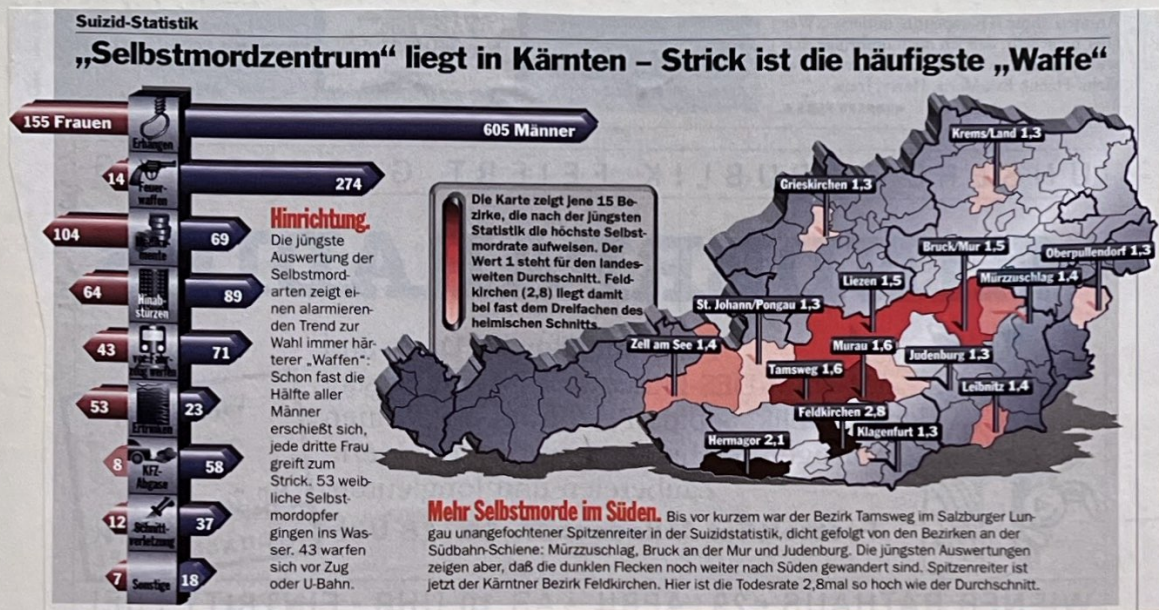 Suizid-Statistik
„Selbstmordzentrum“ liegt in Kärnten – Strick ist die häufigste „Waffe“
155 Frauen
Erhängen
605 Männer
14
Feuer-
waffen
274
104
69
64
Hinab-
stürzen
89
43
71
53
Ertrinken
23
8
KFZ-
Abgase
58
12
Schnitt-
verletzung
37
7
Sonstige
18
Hinrichtung.
Die jüngste
Auswertung der
Selbstmord-
arten zeigt ei-
nen alarmieren-
den Trend zur
Wahl immer här-
terer „Waffen“:
Schon fast die
Hälfte aller
Männer
erschießt sich,
jede dritte Frau
greift zum
Strick. 53 weib-
liche Selbst-
mordopfer
gingen ins Was-
ser. 43 warfen
sich vor Zug
oder U-Bahn.
Die Karte zeigt jene 15 Be-
zirke, die nach der jüngsten
Statistik die höchste Selbst-
mordrate aufweisen. Der
Wert 1 steht für den landes-
weiten Durchschnitt. Feld-
kirchen (2,8) liegt damit
bei fast dem Dreifachen des
heimischen Schnitts.
Krems/Land 1,3
Grieskirchen 1,3
Bruck/Mur 1,5
Oberpullendorf 1,3
Liezen 1,5
Mürzzuschlag 1,4
St. Johann/Pongau 1,3
Zell am See 1,4
Murau 1,6
Judenburg 1,3
Tamsweg 1,6
Leibnitz 1,4
Feldkirchen 2,8
Klagenfurt 1,3
Hermagor 2,1
Mehr Selbstmorde im Süden. Bis vor kurzem war der Bezirk Tamsweg im Salzburger Lun-
gau unangefochtener Spitzenreiter in der Suizidstatistik, dicht gefolgt von den Bezirken an der
Südbahn-Schiene: Mürzzuschlag, Bruck an der Mur und Judenburg. Die jüngsten Auswertungen
zeigen aber, daß die dunklen Flecken noch weiter nach Süden gewandert sind. Spitzenreiter ist
jetzt der Kärntner Bezirk Feldkirchen. Hier ist die Todesrate 2,8mal so hoch wie der Durchschnitt.